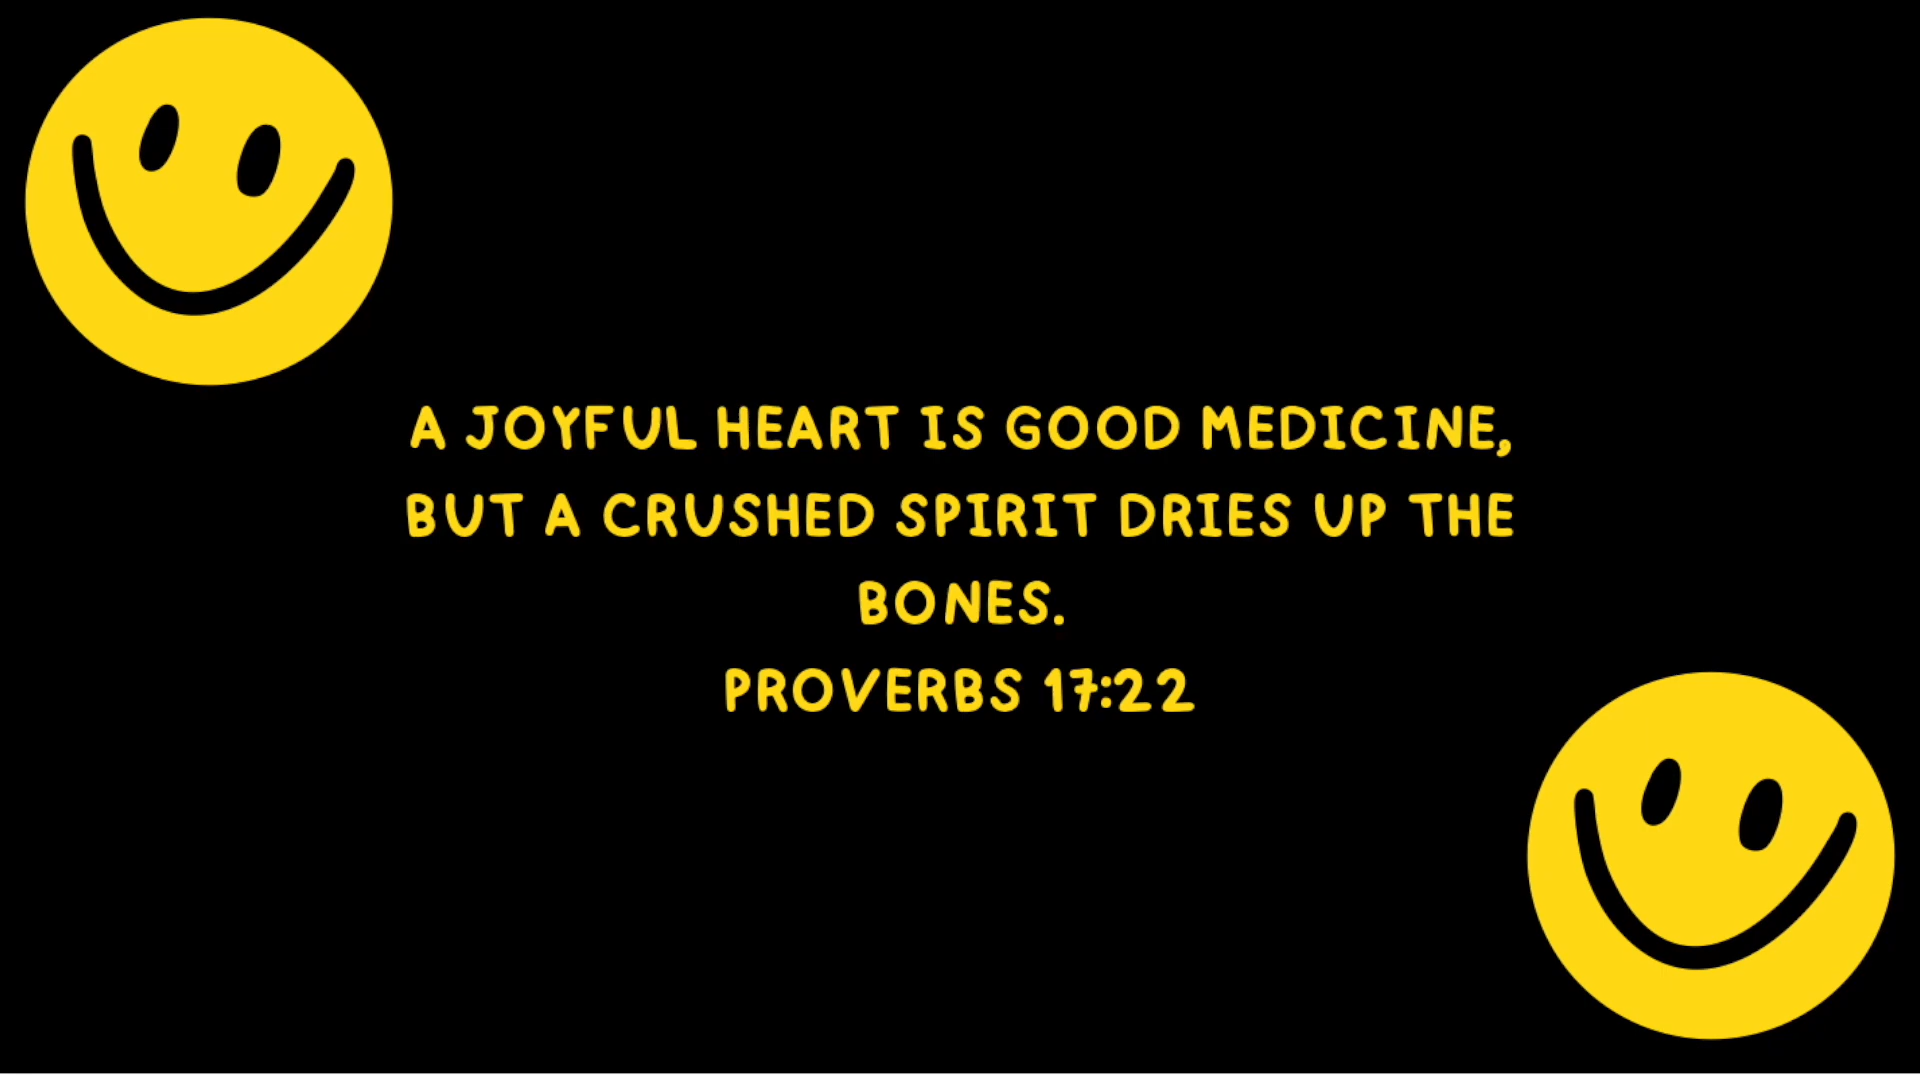 A JOYFUL HEART IS GOOD MEDICINE,
BUT A CRUSHED SPIRIT DRIES UP THE
BONES.
PROVERBS 17:22